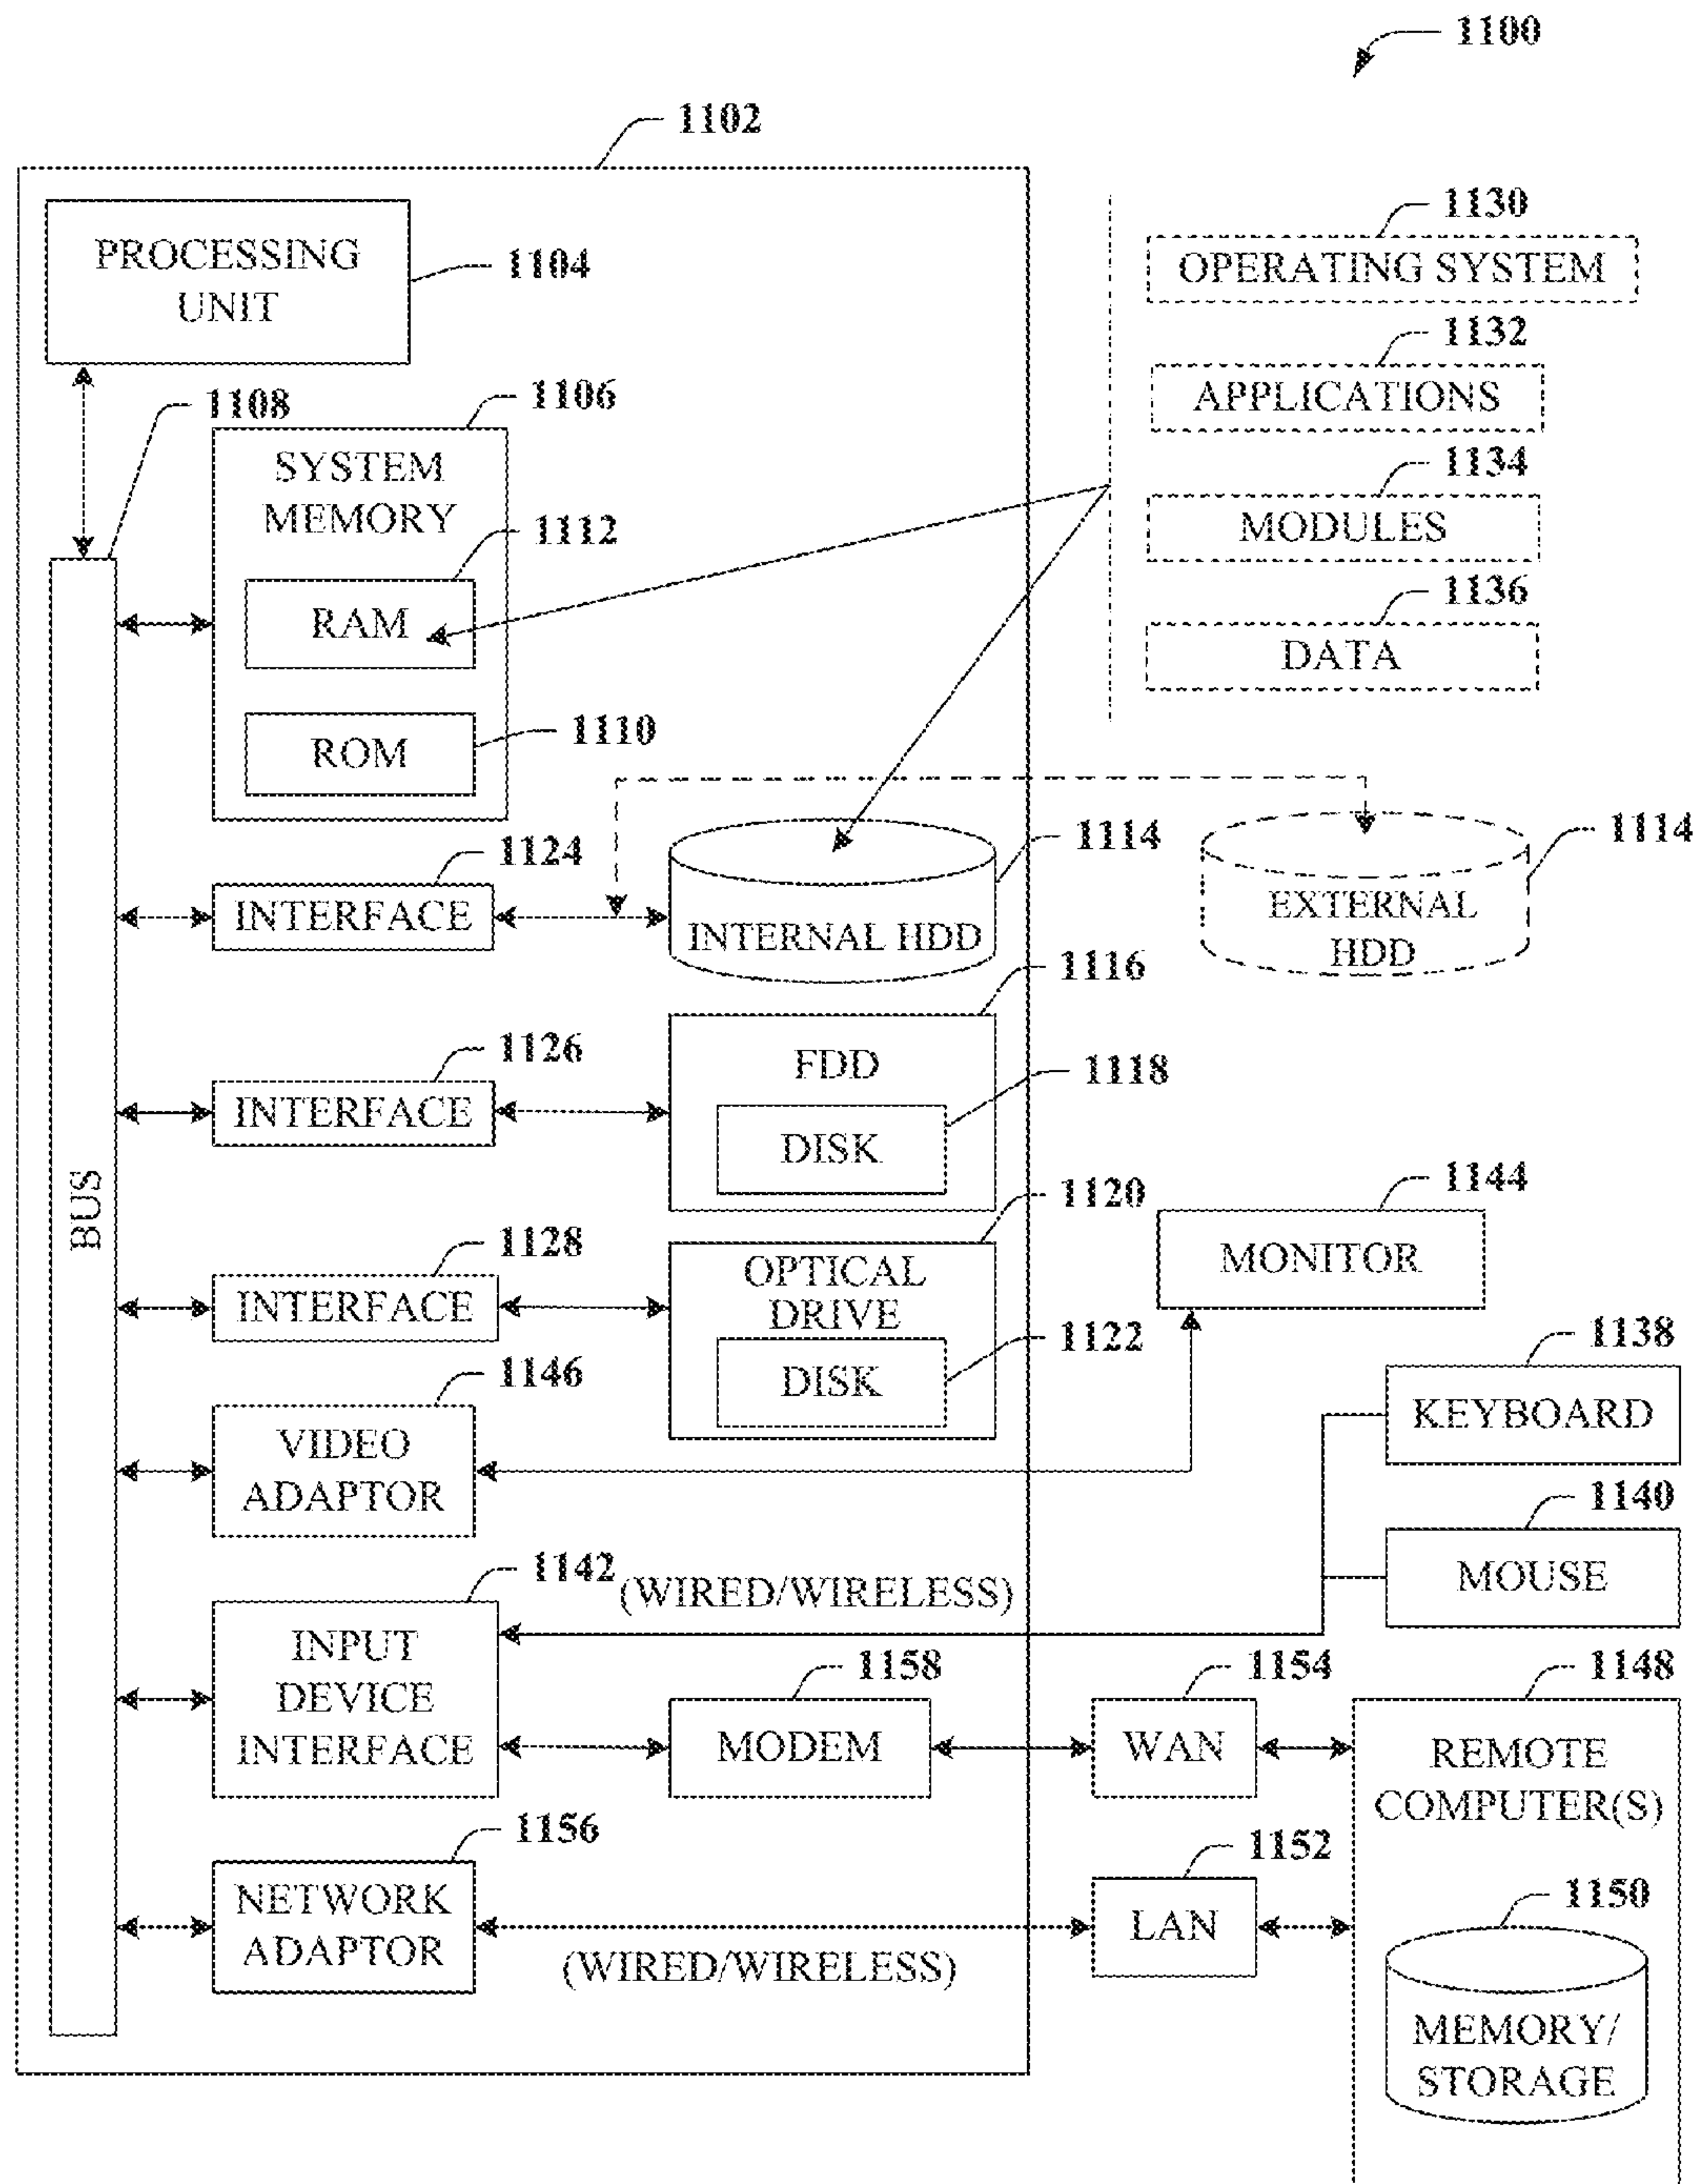 1100
1102
PROCESSING
UNIT
1104
1130
OPERATING SYSTEM
1132
APPLICATIONS
1134
MODULES
1136
DATA
1108
1106
SYSTEM
MEMORY
1112
RAM
1110
ROM
BUS
1124
INTERFACE
1114
INTERNAL HDD
1114
EXTERNAL
HDD
1126
INTERFACE
1116
FDD
1118
DISK
1128
INTERFACE
1120
OPTICAL
DRIVE
1122
DISK
1144
MONITOR
1146
VIDEO
ADAPTOR
1138
KEYBOARD
1140
MOUSE
1142
(WIRED/WIRELESS)
INPUT
DEVICE
INTERFACE
1158
MODEM
1154
WAN
1148
REMOTE
COMPUTER(S)
1156
NETWORK
ADAPTOR
(WIRED/WIRELESS)
1152
LAN
1150
MEMORY/
STORAGE